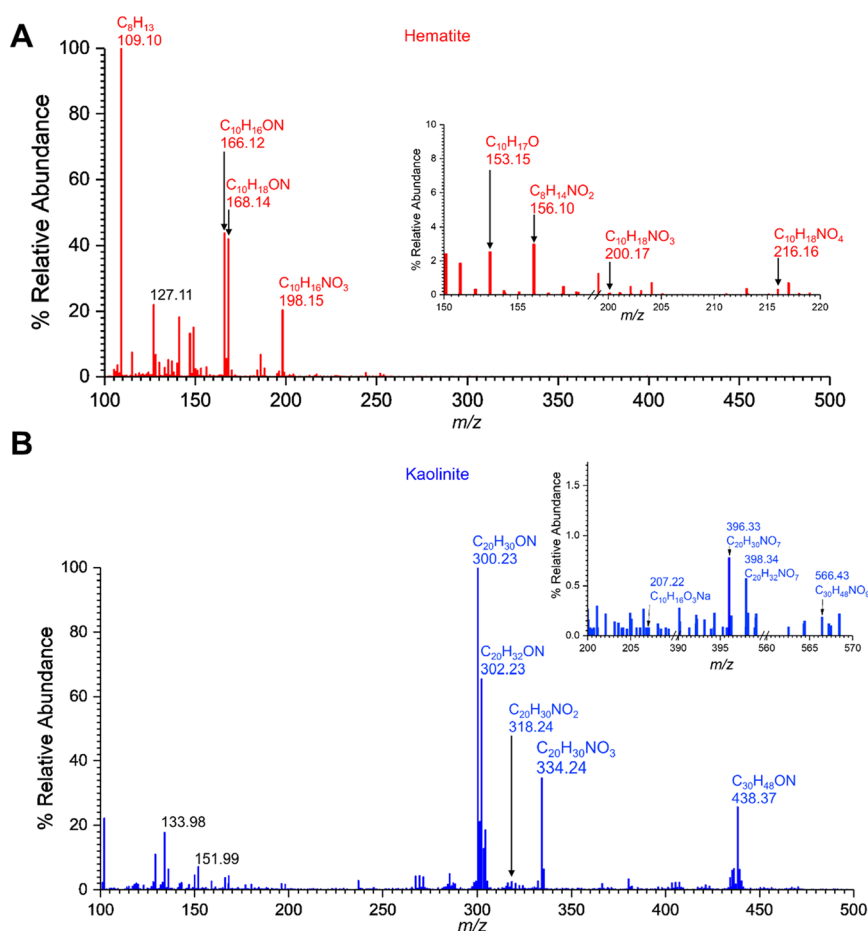 A
Hematite
C₈H₁₃
109.10
C₁₀H₁₆ON
166.12
C₁₀H₁₈ON
168.14
127.11
C₁₀H₁₆NO₃
198.15
% Relative Abundance
100
80
60
40
20
0
100 150 200 250 300 350 400 450 500
m/z
% Relative Abundance
10
8
6
4
2
0
C₁₀H₁₇O
153.15
C₈H₁₄NO₂
156.10
C₁₀H₁₈NO₃
200.17
C₁₀H₁₈NO₄
216.16
150 155 200 205 210 215 220
m/z
B
Kaolinite
% Relative Abundance
100
80
60
40
20
0
133.98
151.99
C₂₀H₃₀ON
300.23
C₂₀H₃₂ON
302.23
C₂₀H₃₀NO₂
318.24
C₂₀H₃₀NO₃
334.24
C₃₀H₄₈ON
438.37
100 150 200 250 300 350 400 450 500
m/z
% Relative Abundance
1.5
1.0
0.5
0.0
207.22
C₁₀H₁₆O₃Na
396.33
C₂₀H₃₀NO₇
398.34
C₂₀H₃₂NO₇
566.43
C₃₀H₄₈NO₉
200 205 390 395 560 565 570
m/z